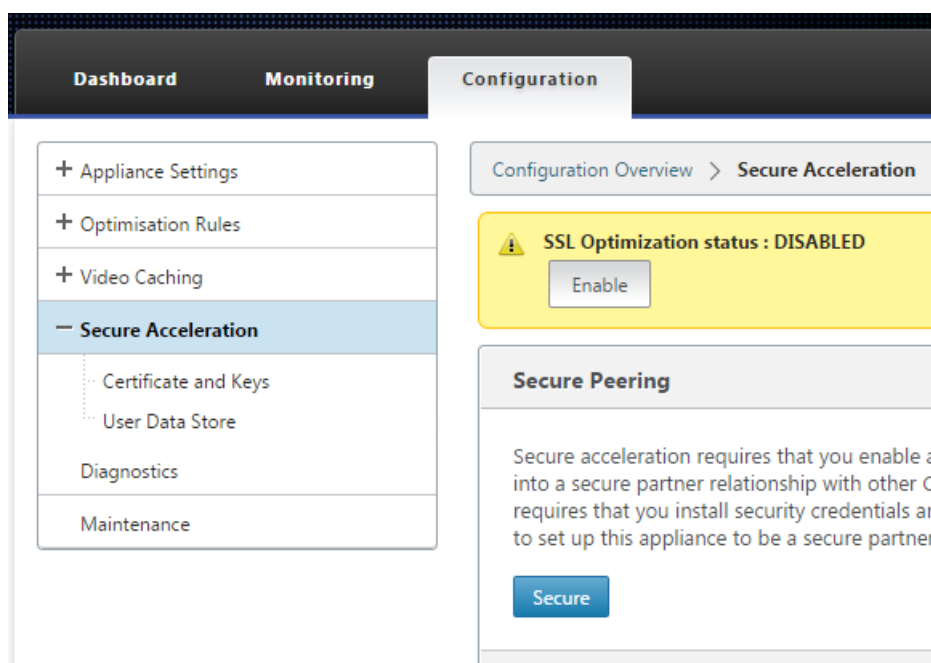 Dashboard Monitoring Configuration
+ Appliance Settings
+ Optimisation Rules
+ Video Caching
− Secure Acceleration
Certificate and Keys
User Data Store
Diagnostics
Maintenance
Configuration Overview > Secure Acceleration
SSL Optimization status : DISABLED
Enable
Secure Peering
Secure acceleration requires that you enable
into a secure partner relationship with other
requires that you install security credentials
to set up this appliance to be a secure partner
Secure